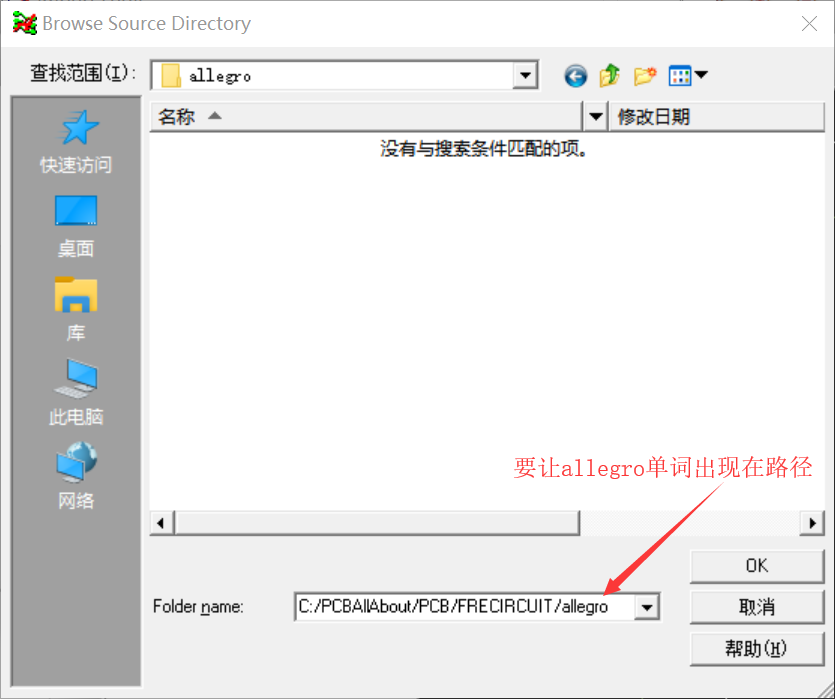 Browse Source Directory
查找范围(I):
allegro
名称
修改日期
没有与搜索条件匹配的项。
快速访问
桌面
库
此电脑
网络
要让allegro单词出现在路径
OK
Folder name:
C:/PCBAllAbout/PCB/FRECIRCUIT/allegro
取消
帮助(H)